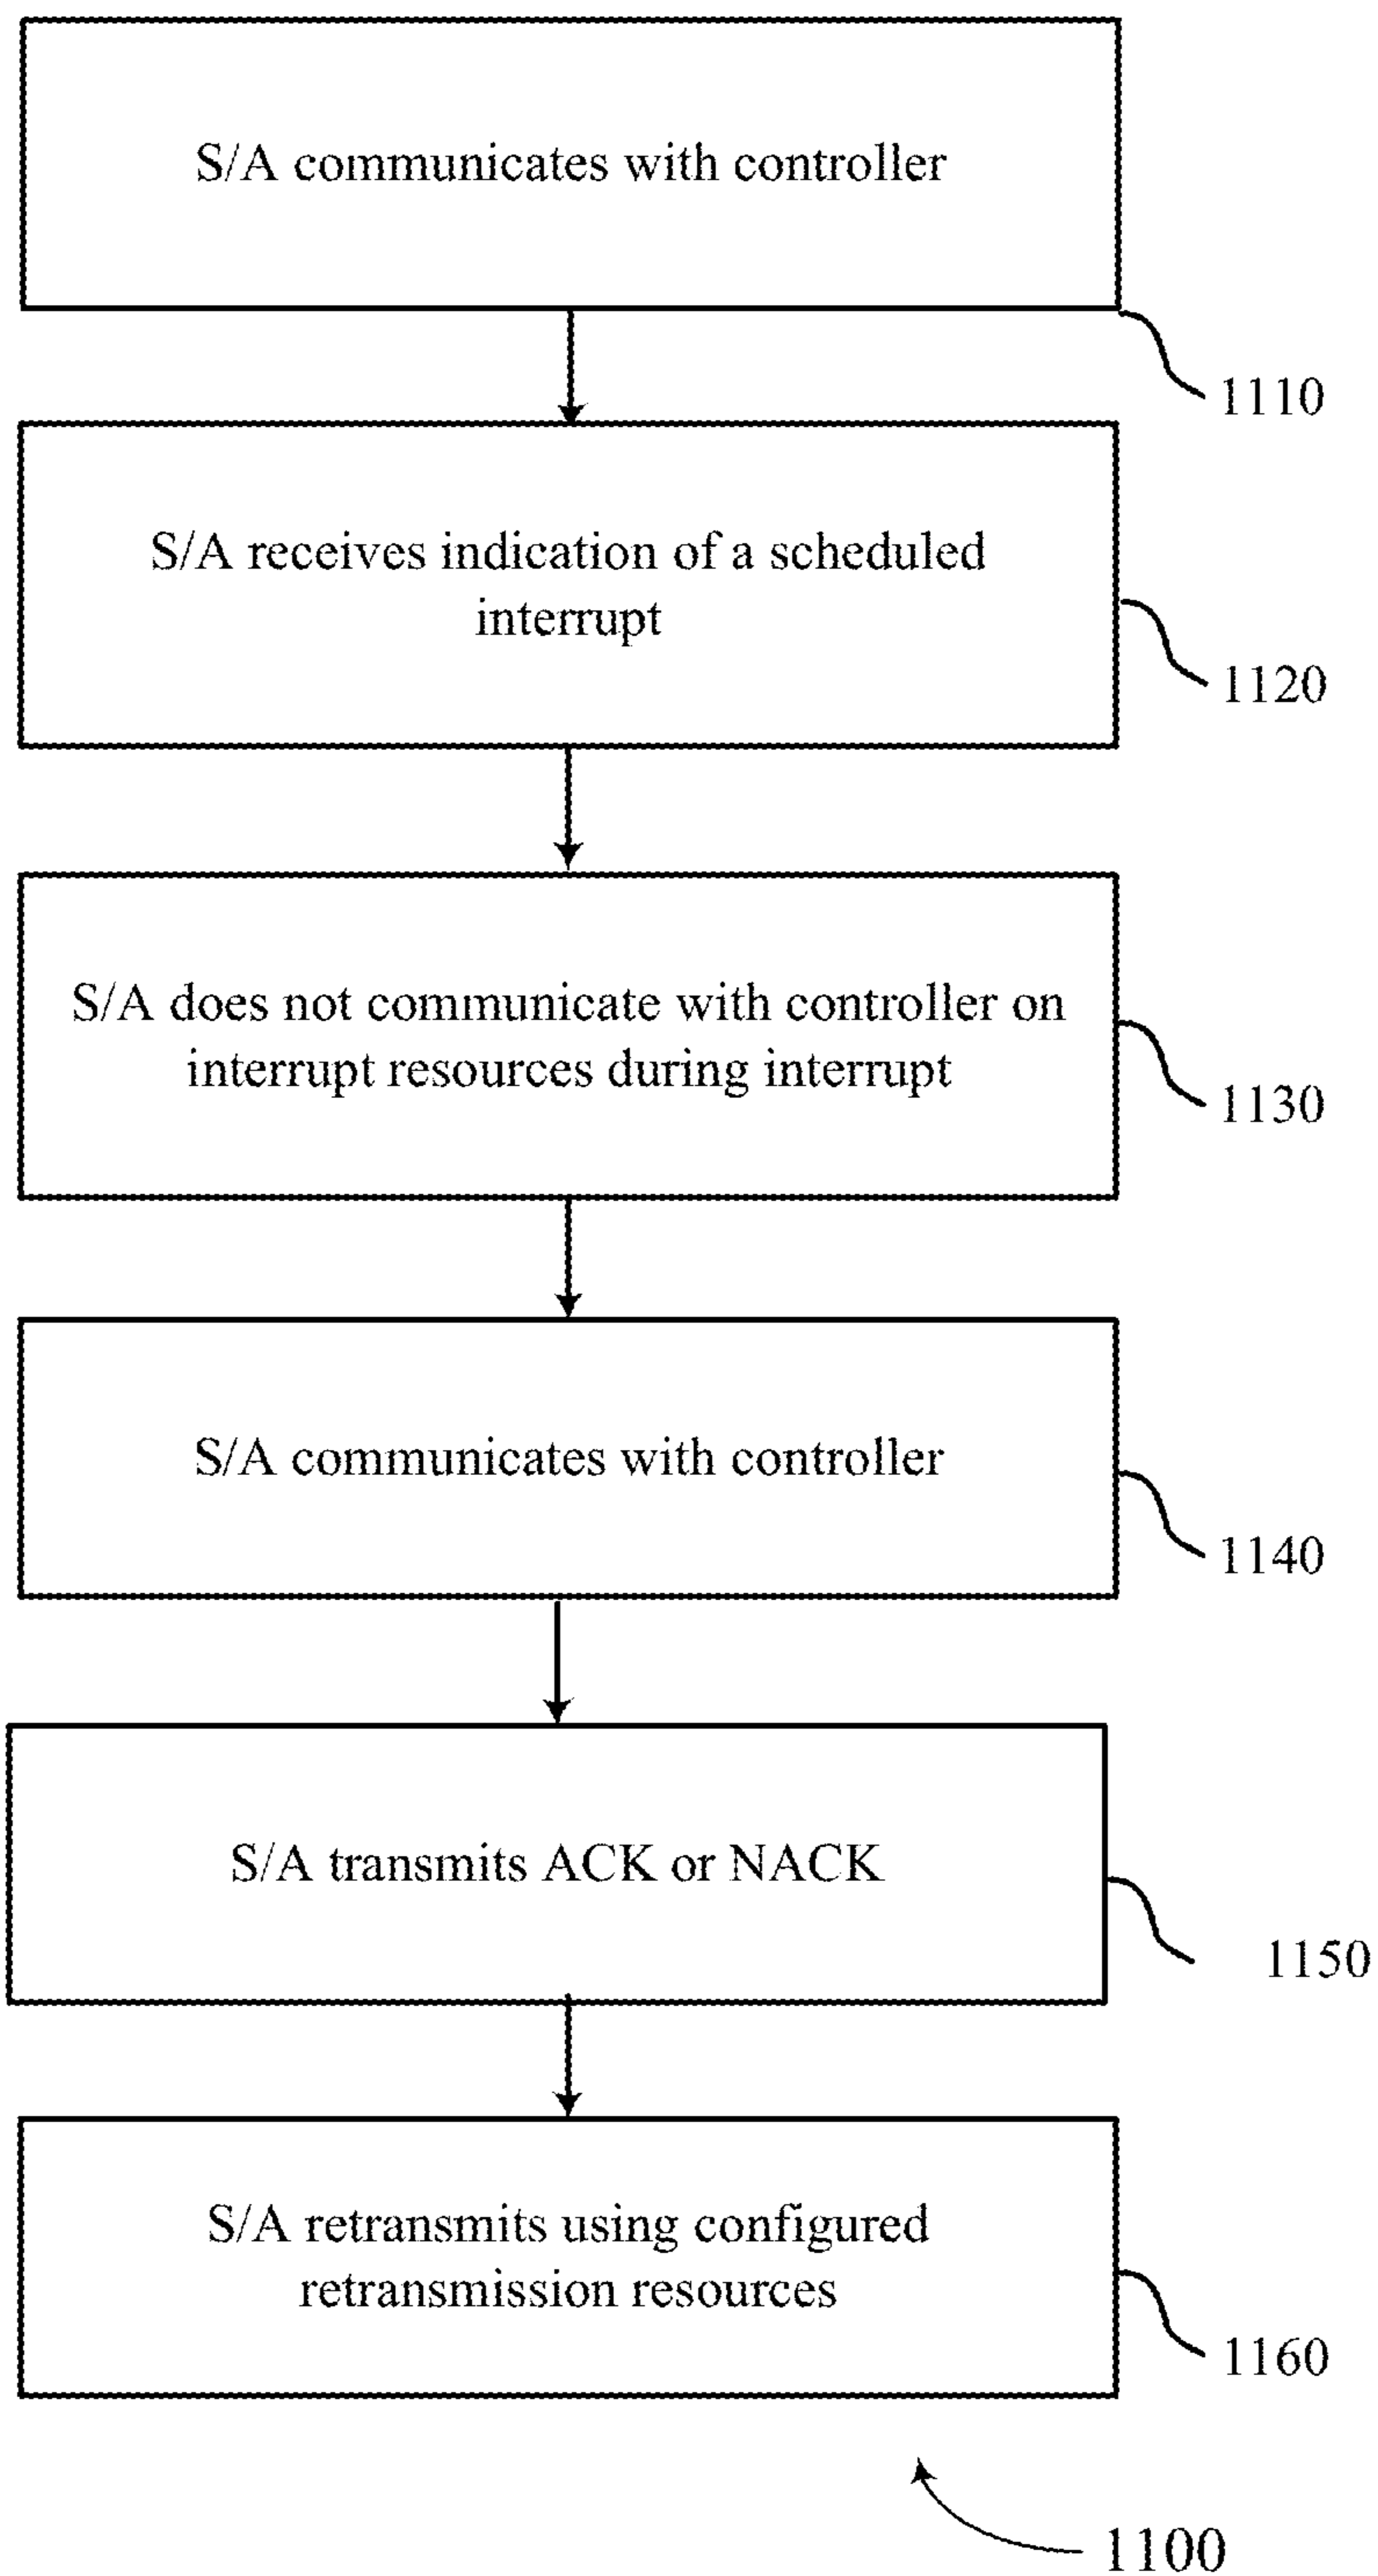 S/A communicates with controller
1110
S/A receives indication of a scheduled
interrupt
1120
S/A does not communicate with controller on
interrupt resources during interrupt
1130
S/A communicates with controller
1140
S/A transmits ACK or NACK
1150
S/A retransmits using configured
retransmission resources
1160
1100